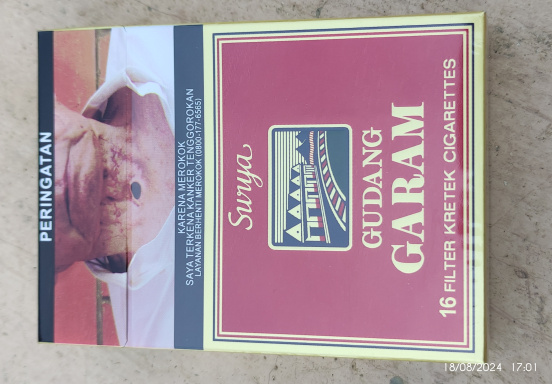 PERINGATAN
KARENA MEROKOK
SAYA TERKENA KANKER TENGGOROKAN
LAYANAN BERHENTI MEROKOK (0800-177-6565)
Surya
GUDANG
GARAM
16 FILTER KRETEK CIGARETTES
18/08/2024 17:01